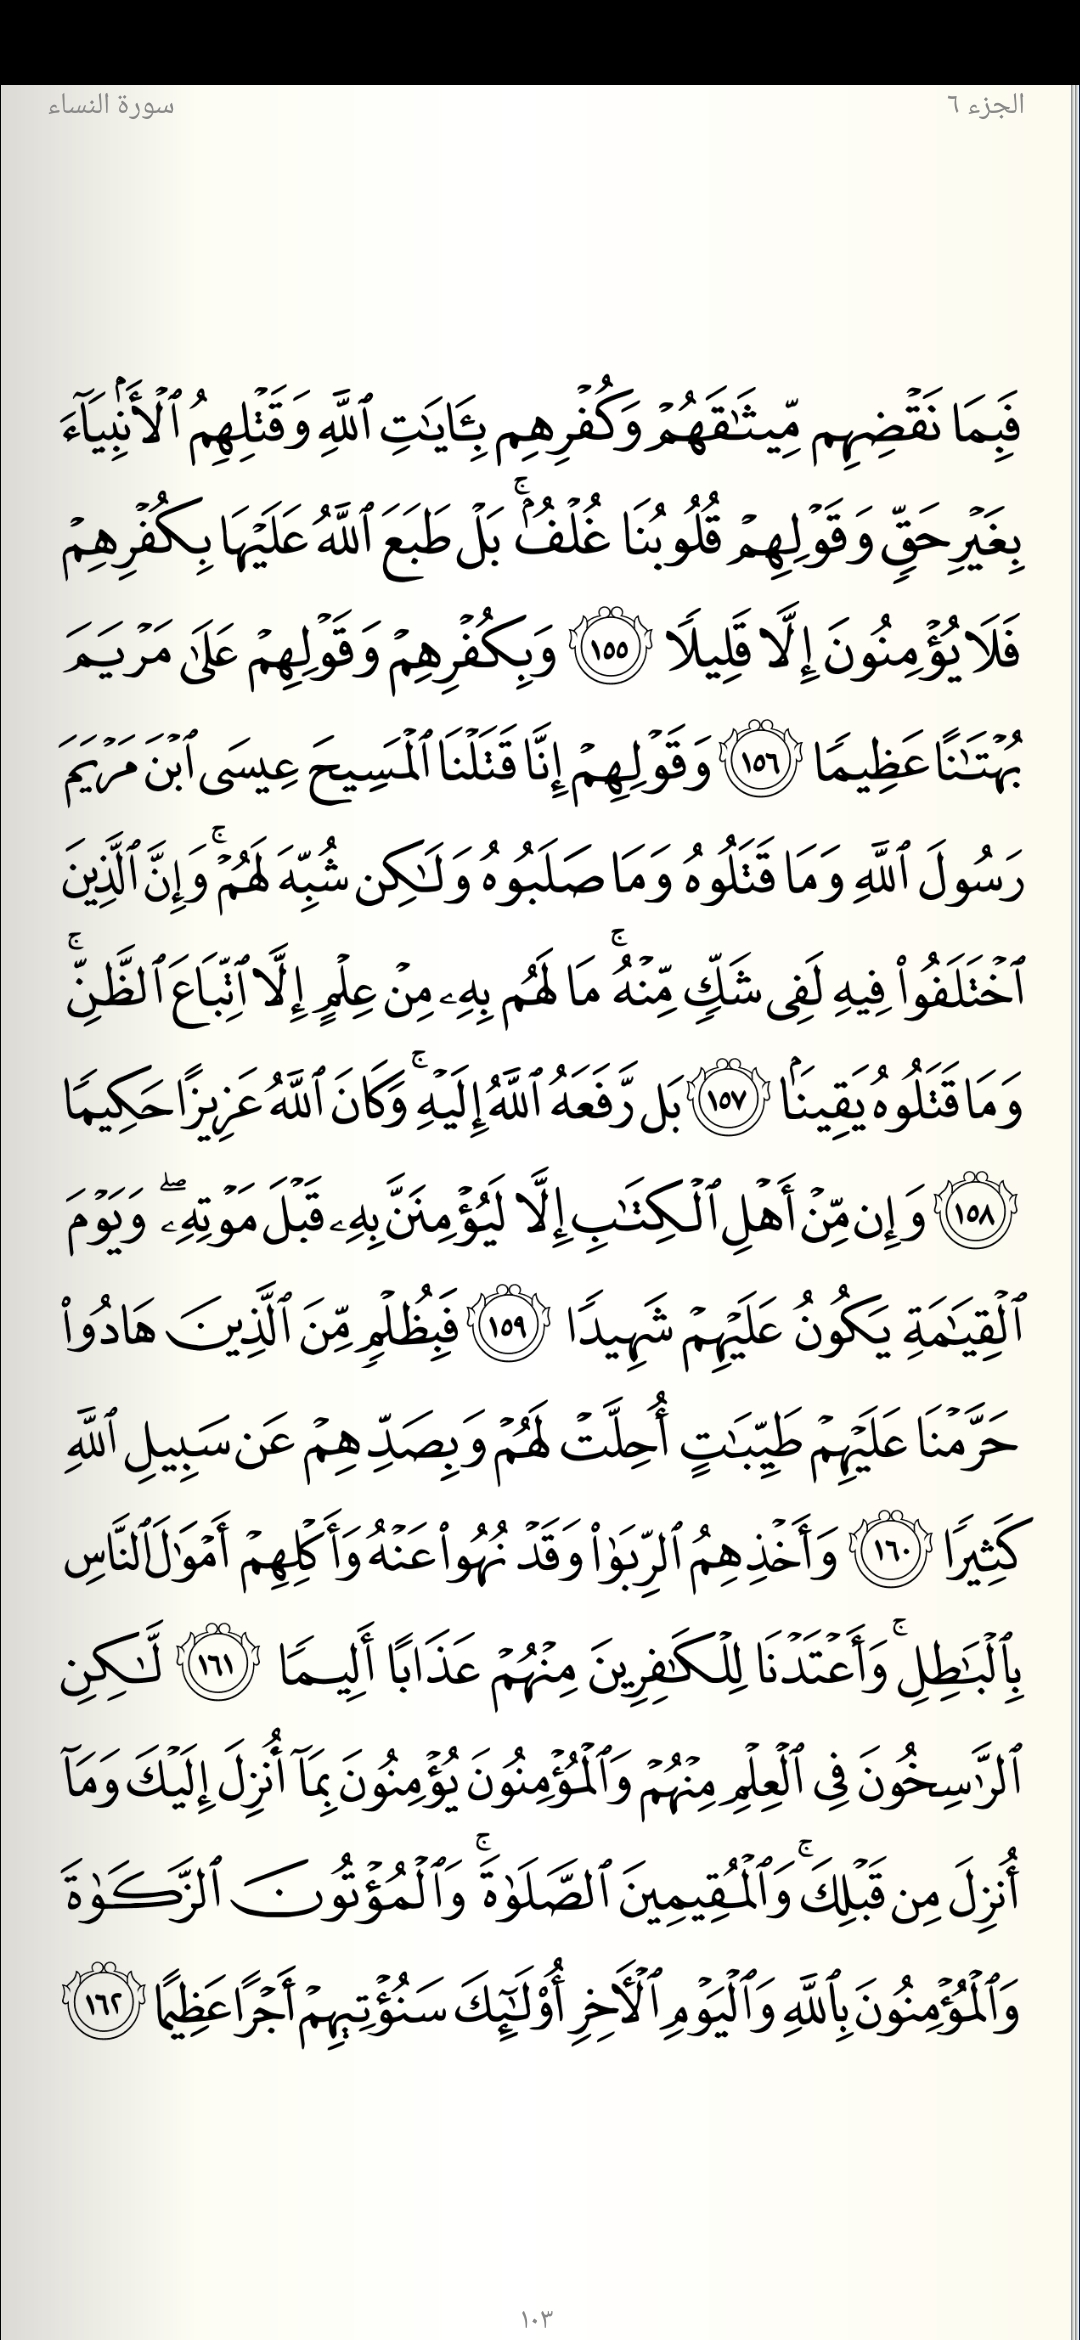 الجزء ٦
سورة النساء
فَبِمَا نَقۡضِهِم مِّيثَٰقَهُمۡ وَكُفۡرِهِم بِـَٔايَٰتِ ٱللَّهِ وَقَتۡلِهِمُ ٱلۡأَنۢبِيَآءَ
بِغَيۡرِ حَقّٖ وَقَوۡلِهِمۡ قُلُوبُنَا غُلۡفُۢۚ بَلۡ طَبَعَ ٱللَّهُ عَلَيۡهَا بِكُفۡرِهِمۡ
فَلَا يُؤۡمِنُونَ إِلَّا قَلِيلٗا ١٥٥ وَبِكُفۡرِهِمۡ وَقَوۡلِهِمۡ عَلَىٰ مَرۡيَمَ
بُهۡتَٰنًا عَظِيمٗا ١٥٦ وَقَوۡلِهِمۡ إِنَّا قَتَلۡنَا ٱلۡمَسِيحَ عِيسَى ٱبۡنَ مَرۡيَمَ
رَسُولَ ٱللَّهِ وَمَا قَتَلُوهُ وَمَا صَلَبُوهُ وَلَٰكِن شُبِّهَ لَهُمۡۚ وَإِنَّ ٱلَّذِينَ
ٱخۡتَلَفُواْ فِيهِ لَفِي شَكّٖ مِّنۡهُۚ مَا لَهُم بِهِۦ مِنۡ عِلۡمٍ إِلَّا ٱتِّبَاعَ ٱلظَّنِّۚ
وَمَا قَتَلُوهُ يَقِينَۢا ١٥٧ بَل رَّفَعَهُ ٱللَّهُ إِلَيۡهِۚ وَكَانَ ٱللَّهُ عَزِيزًا حَكِيمٗا
١٥٨ وَإِن مِّنۡ أَهۡلِ ٱلۡكِتَٰبِ إِلَّا لَيُؤۡمِنَنَّ بِهِۦ قَبۡلَ مَوۡتِهِۦۖ وَيَوۡمَ
ٱلۡقِيَٰمَةِ يَكُونُ عَلَيۡهِمۡ شَهِيدٗا ١٥٩ فَبِظُلۡمٖ مِّنَ ٱلَّذِينَ هَادُواْ
حَرَّمۡنَا عَلَيۡهِمۡ طَيِّبَٰتٍ أُحِلَّتۡ لَهُمۡ وَبِصَدِّهِمۡ عَن سَبِيلِ ٱللَّهِ
كَثِيرٗا ١٦٠ وَأَخۡذِهِمُ ٱلرِّبَوٰاْ وَقَدۡ نُهُواْ عَنۡهُ وَأَكۡلِهِمۡ أَمۡوَٰلَ ٱلنَّاسِ
بِٱلۡبَٰطِلِۚ وَأَعۡتَدۡنَا لِلۡكَٰفِرِينَ مِنۡهُمۡ عَذَابًا أَلِيمٗا ١٦١ لَّٰكِنِ
ٱلرَّٰسِخُونَ فِي ٱلۡعِلۡمِ مِنۡهُمۡ وَٱلۡمُؤۡمِنُونَ يُؤۡمِنُونَ بِمَآ أُنزِلَ إِلَيۡكَ وَمَآ
أُنزِلَ مِن قَبۡلِكَۚ وَٱلۡمُقِيمِينَ ٱلصَّلَوٰةَۚ وَٱلۡمُؤۡتُونَ ٱلزَّكَوٰةَ
وَٱلۡمُؤۡمِنُونَ بِٱللَّهِ وَٱلۡيَوۡمِ ٱلۡأٓخِرِ أُوْلَٰٓئِكَ سَنُؤۡتِيهِمۡ أَجۡرًا عَظِيمًا ١٦٢
١٠٣